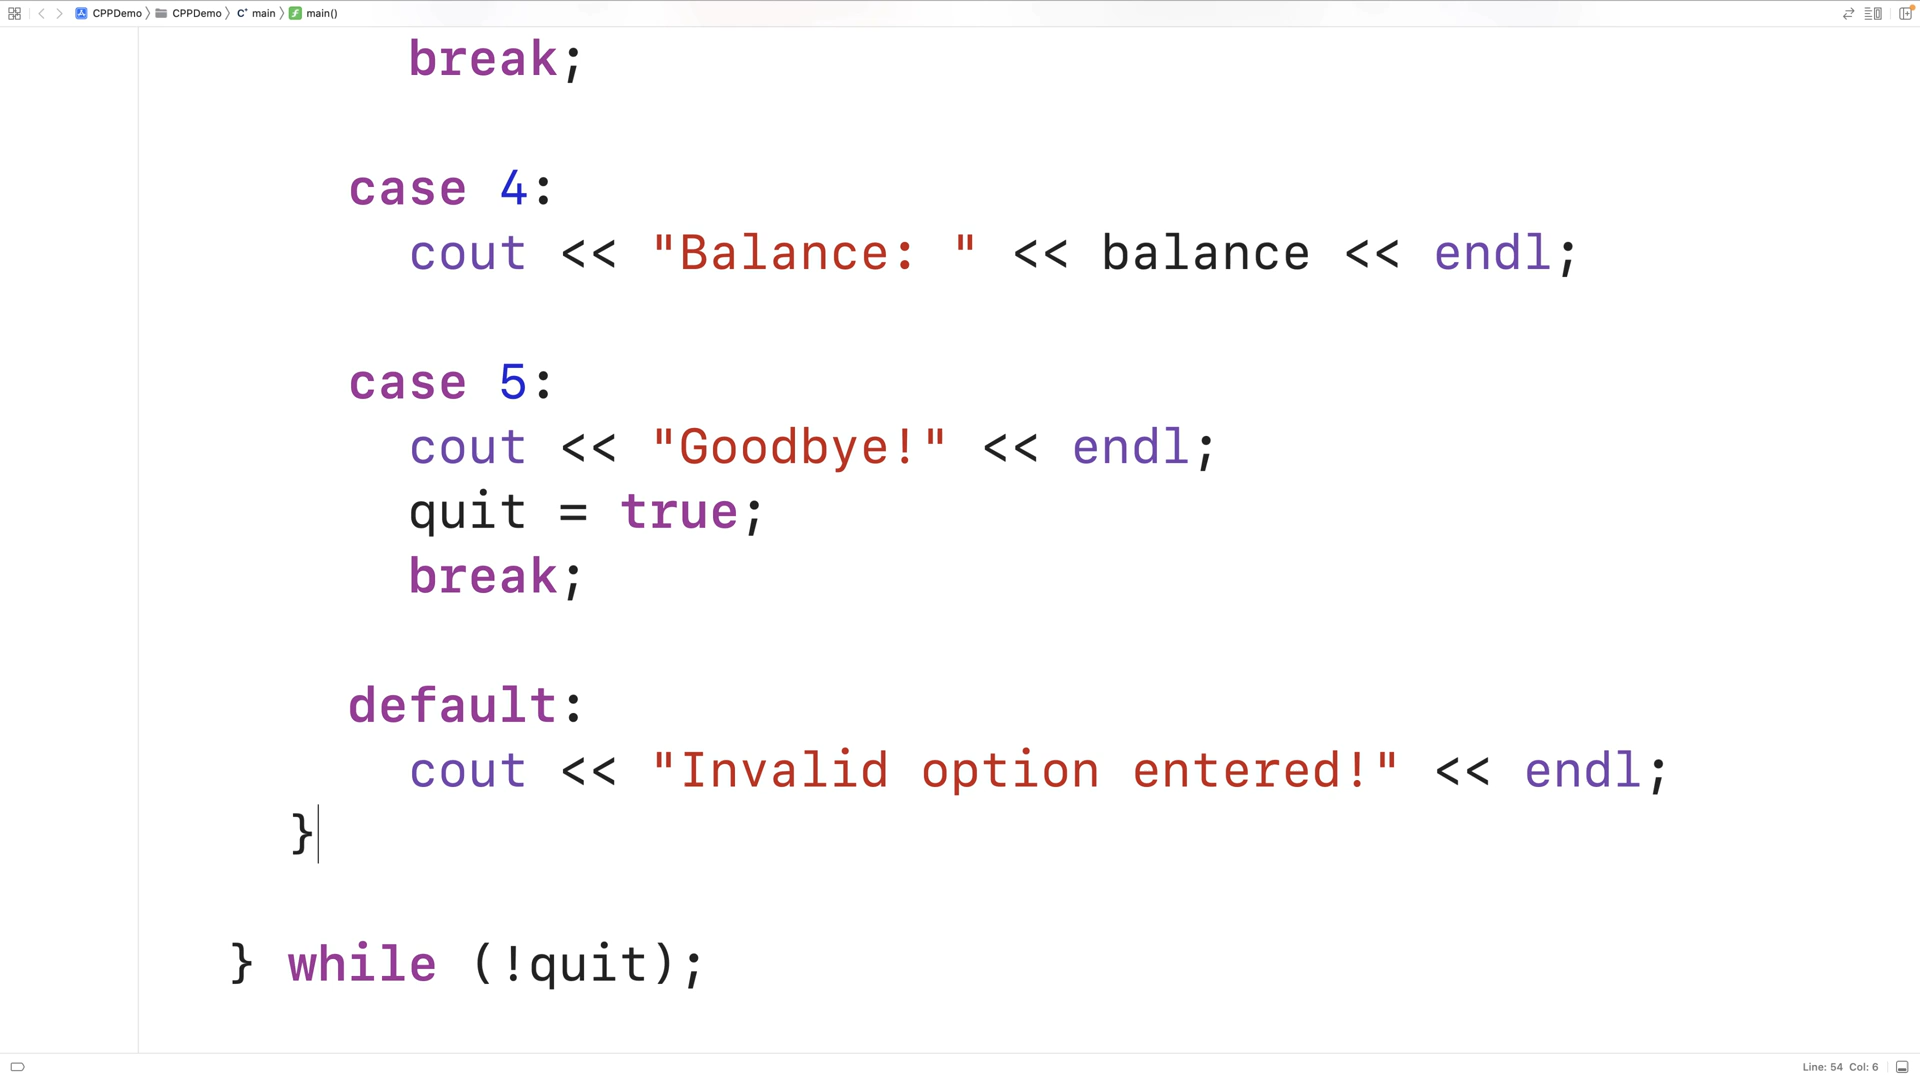 CPPDemo 〉 CPPDemo 〉 C+ main 〉 f main()
break;
case 4:
cout << "Balance: " << balance << endl;
case 5:
cout << "Goodbye!" << endl;
quit = true;
break;
default:
cout << "Invalid option entered!" << endl;
}
} while (!quit);
Line: 54 Col: 6